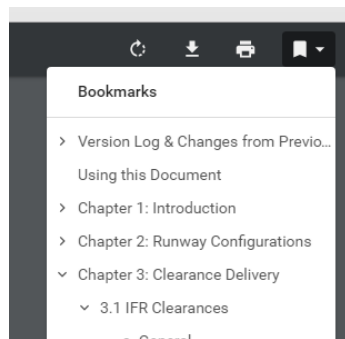 Bookmarks
Version Log & Changes from Previo...
Using this Document
Chapter 1: Introduction
Chapter 2: Runway Configurations
Chapter 3: Clearance Delivery
3.1 IFR Clearances